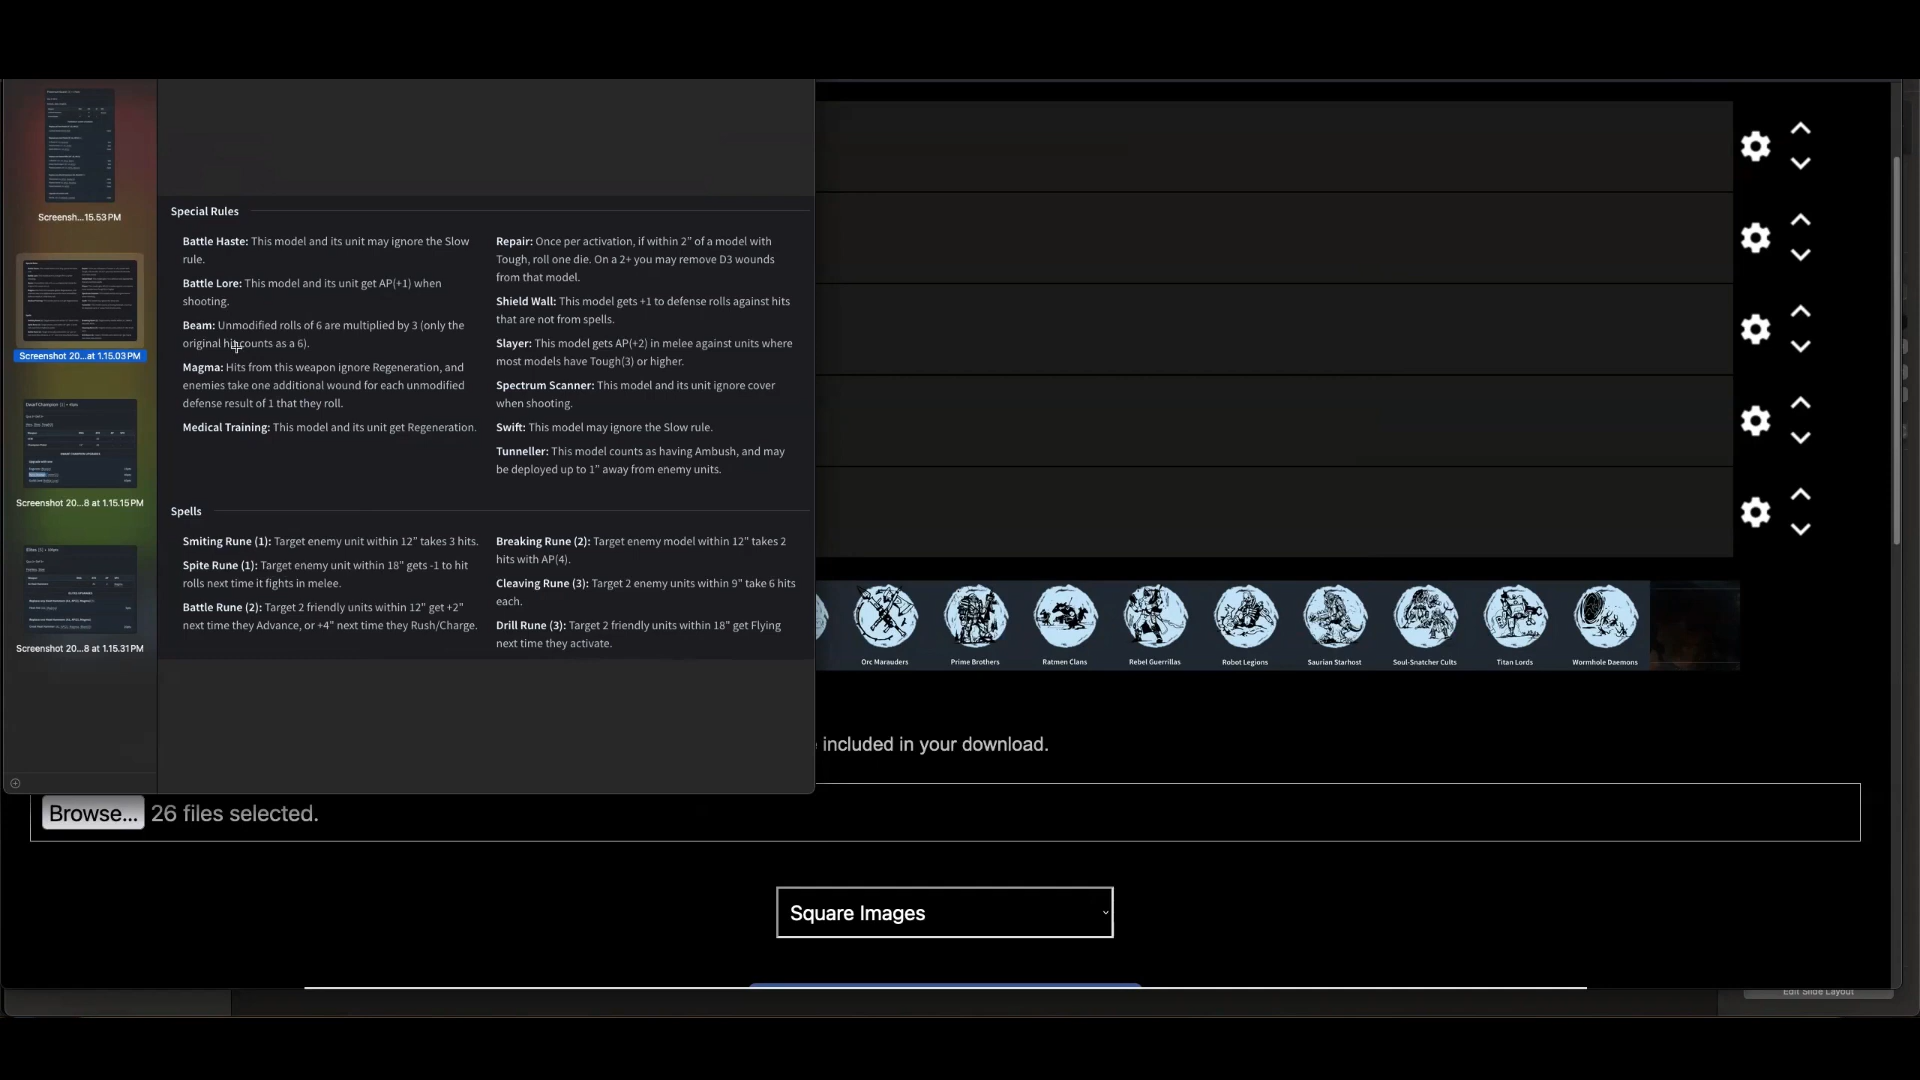 Screensh...15.53 PM
Screenshot 20...at 1.15.03 PM
Screenshot 20...8 at 1.15.15 PM
Screenshot 20...8 at 1.15.31 PM
Special Rules
Battle Haste: This model and its unit may ignore the Slow
rule.
Battle Lore: This model and its unit get AP(+1) when
shooting.
Beam: Unmodified rolls of 6 are multiplied by 3 (only the
original hit counts as a 6).
Magma: Hits from this weapon ignore Regeneration, and
enemies take one additional wound for each unmodified
defense result of 1 that they roll.
Medical Training: This model and its unit get Regeneration.
Repair: Once per activation, if within 2” of a model with
Tough, roll one die. On a 2+ you may remove D3 wounds
from that model.
Shield Wall: This model gets +1 to defense rolls against hits
that are not from spells.
Slayer: This model gets AP(+2) in melee against units where
most models have Tough(3) or higher.
Spectrum Scanner: This model and its unit ignore cover
when shooting.
Swift: This model may ignore the Slow rule.
Tunneller: This model counts as having Ambush, and may
be deployed up to 1” away from enemy units.
Spells
Smiting Rune (1): Target enemy unit within 12” takes 3 hits.
Spite Rune (1): Target enemy unit within 18” gets -1 to hit
rolls next time it fights in melee.
Battle Rune (2): Target 2 friendly units within 12” get +2”
next time they Advance, or +4” next time they Rush/Charge.
Breaking Rune (2): Target enemy model within 12” takes 2
hits with AP(4).
Cleaving Rune (3): Target 2 enemy units within 9” take 6 hits
each.
Drill Rune (3): Target 2 friendly units within 18” get Flying
next time they activate.
Orc Marauders
Prime Brothers
Ratmen Clans
Rebel Guerrillas
Robot Legions
Saurian Starhost
Soul-Snatcher Cults
Titan Lords
Wormhole Daemons
included in your download.
Browse... 26 files selected.
Square Images
Edit Slide Layout